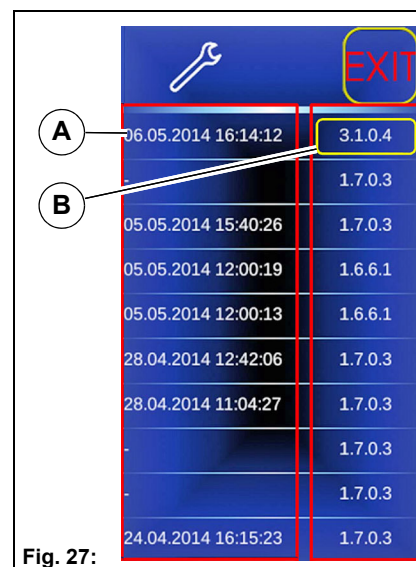 EXIT
A
06.05.2014 16:14:12 3.1.0.4
B
- 1.7.0.3
05.05.2014 15:40:26 1.7.0.3
05.05.2014 12:00:19 1.6.6.1
05.05.2014 12:00:13 1.6.6.1
28.04.2014 12:42:06 1.7.0.3
28.04.2014 11:04:27 1.7.0.3
- 1.7.0.3
- 1.7.0.3
24.04.2014 16:15:23 1.7.0.3
Fig. 27: